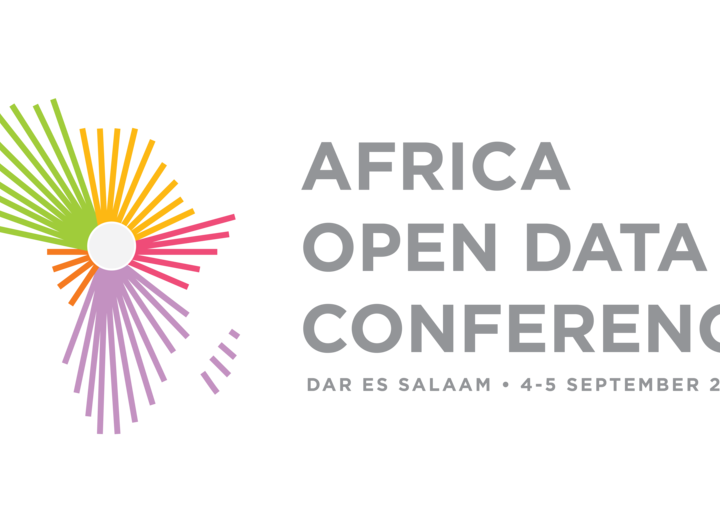 AFRICA
OPEN DATA
CONFERENC
DAR ES SALAAM • 4-5 SEPTEMBER 2